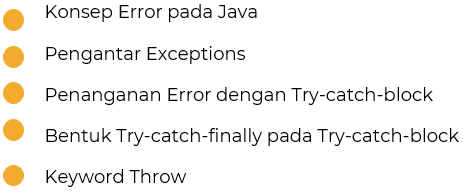 Konsep Error pada Java
Pengantar Exceptions
Penanganan Error dengan Try-catch-block
Bentuk Try-catch-finally pada Try-catch-block
Keyword Throw